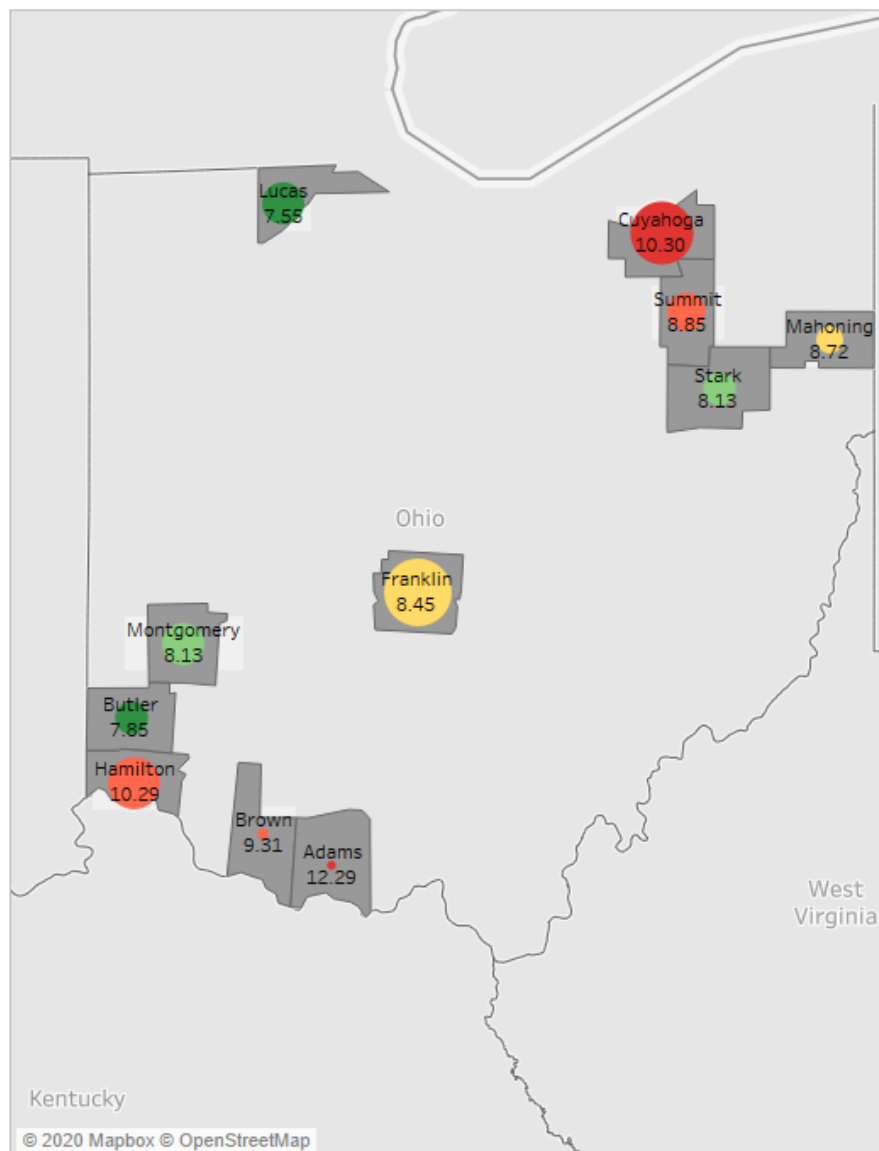 Lucas
7.55
Cuyahoga
10.30
Summit
8.85
Mahoning
8.72
Stark
8.13
Ohio
Franklin
8.45
Montgomery
8.13
Butler
7.85
Hamilton
10.29
Brown
9.31
Adams
12.29
West
Virginia
Kentucky
© 2020 Mapbox © OpenStreetMap